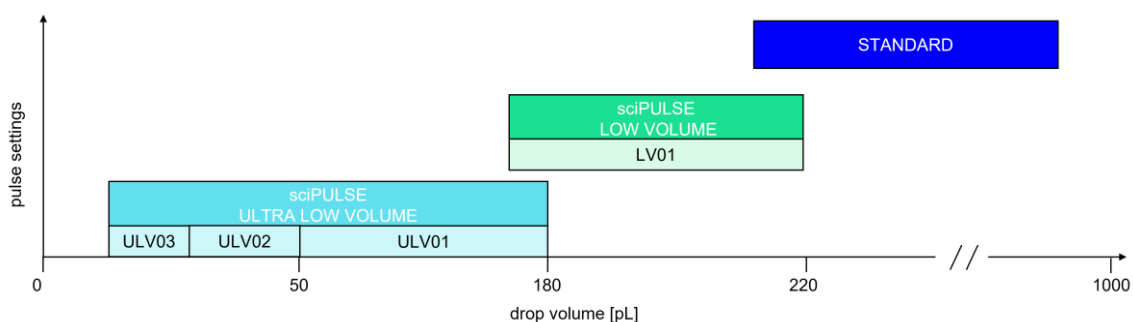 STANDARD
sciPULSE
LOW VOLUME
LV01
pulse settings
sciPULSE
ULTRA LOW VOLUME
ULV03 ULV02 ULV01
0 50 180 220 1000
drop volume [pL]